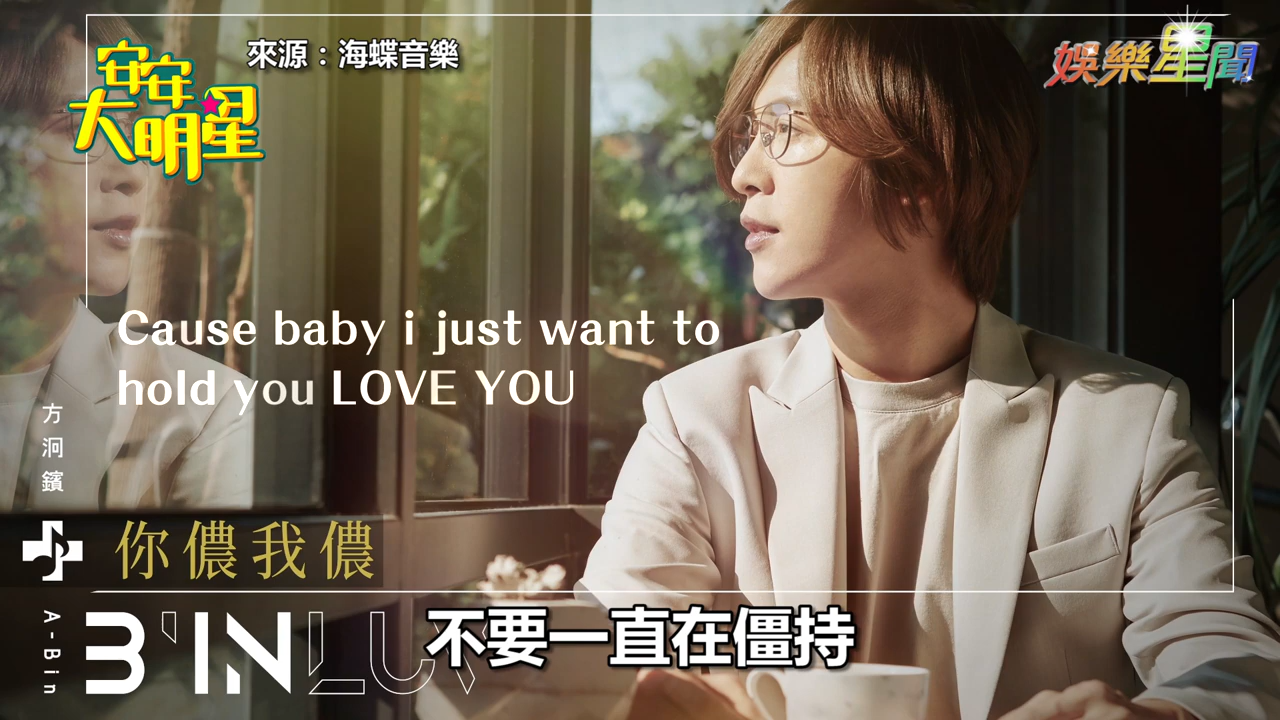 安安
大明星
來源：海蝶音樂
娛樂星聞
Cause baby i just want to
hold you LOVE YOU
方泂鑌
你儂我儂
A-Bin
B'IN LUV
不要一直在僵持